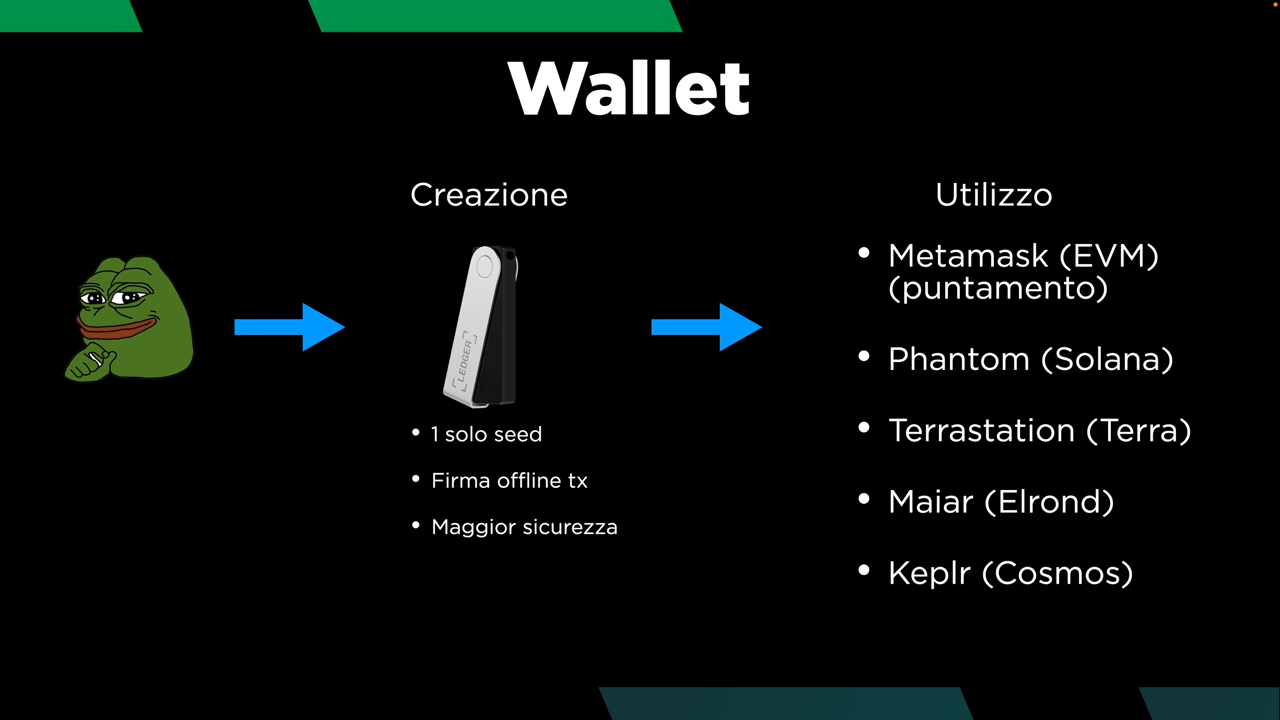 Wallet
Creazione
LEDGER
• 1 solo seed
• Firma offline tx
• Maggior sicurezza
Utilizzo
• Metamask (EVM)
(puntamento)
• Phantom (Solana)
• Terrastation (Terra)
• Maiar (Elrond)
• Keplr (Cosmos)